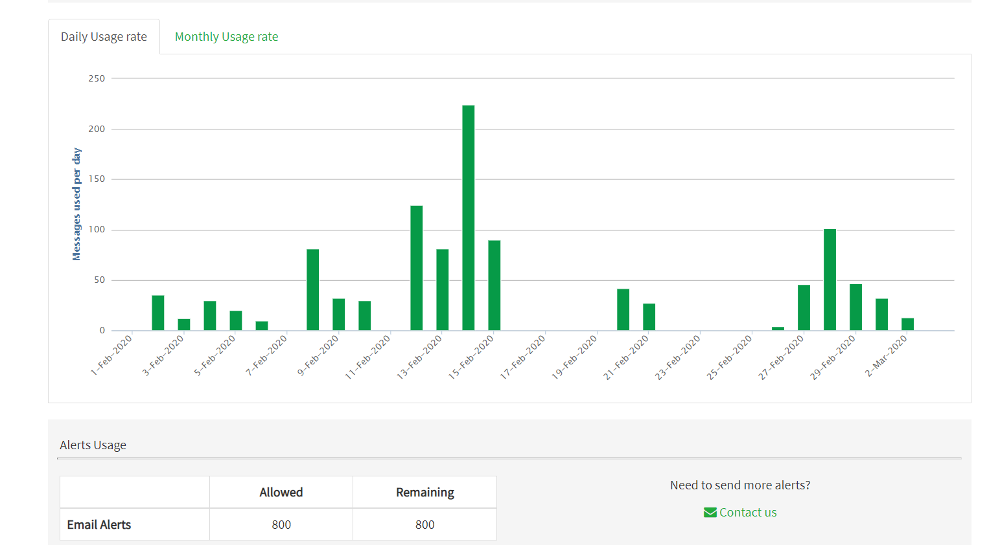 Daily Usage rate
Monthly Usage rate
Messages used per day
250
200
150
100
50
0
1-Feb-2020
3-Feb-2020
5-Feb-2020
7-Feb-2020
9-Feb-2020
11-Feb-2020
13-Feb-2020
15-Feb-2020
17-Feb-2020
19-Feb-2020
21-Feb-2020
23-Feb-2020
25-Feb-2020
27-Feb-2020
29-Feb-2020
2-Mar-2020
Alerts Usage
Allowed Remaining
Email Alerts 800 800
Need to send more alerts?
Contact us